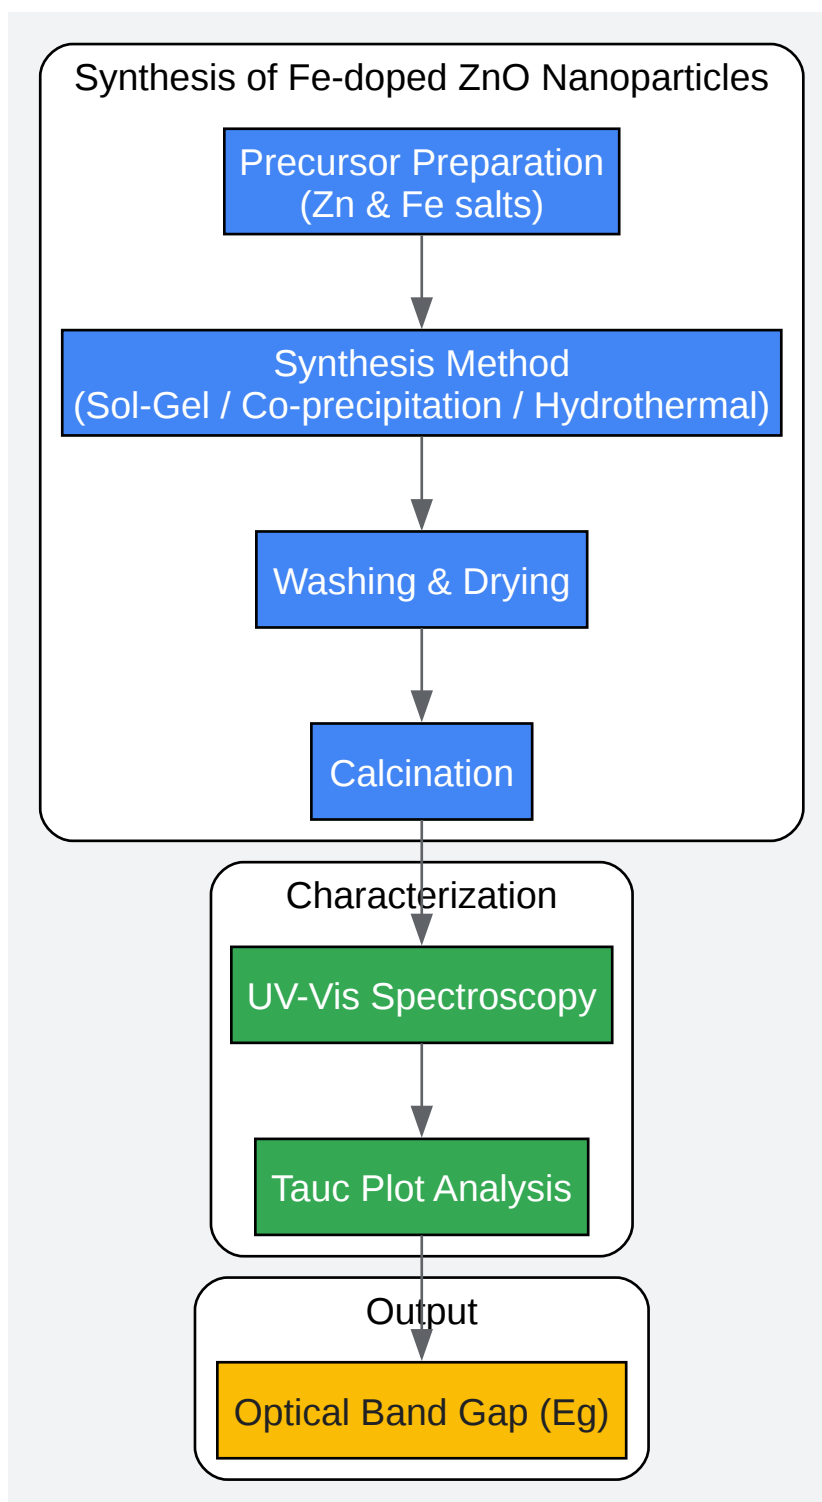 Synthesis of Fe-doped ZnO Nanoparticles
Precursor Preparation
(Zn & Fe salts)
Synthesis Method
(Sol-Gel / Co-precipitation / Hydrothermal)
Washing & Drying
Calcination
Characterization
UV-Vis Spectroscopy
Tauc Plot Analysis
Output
Optical Band Gap (Eg)